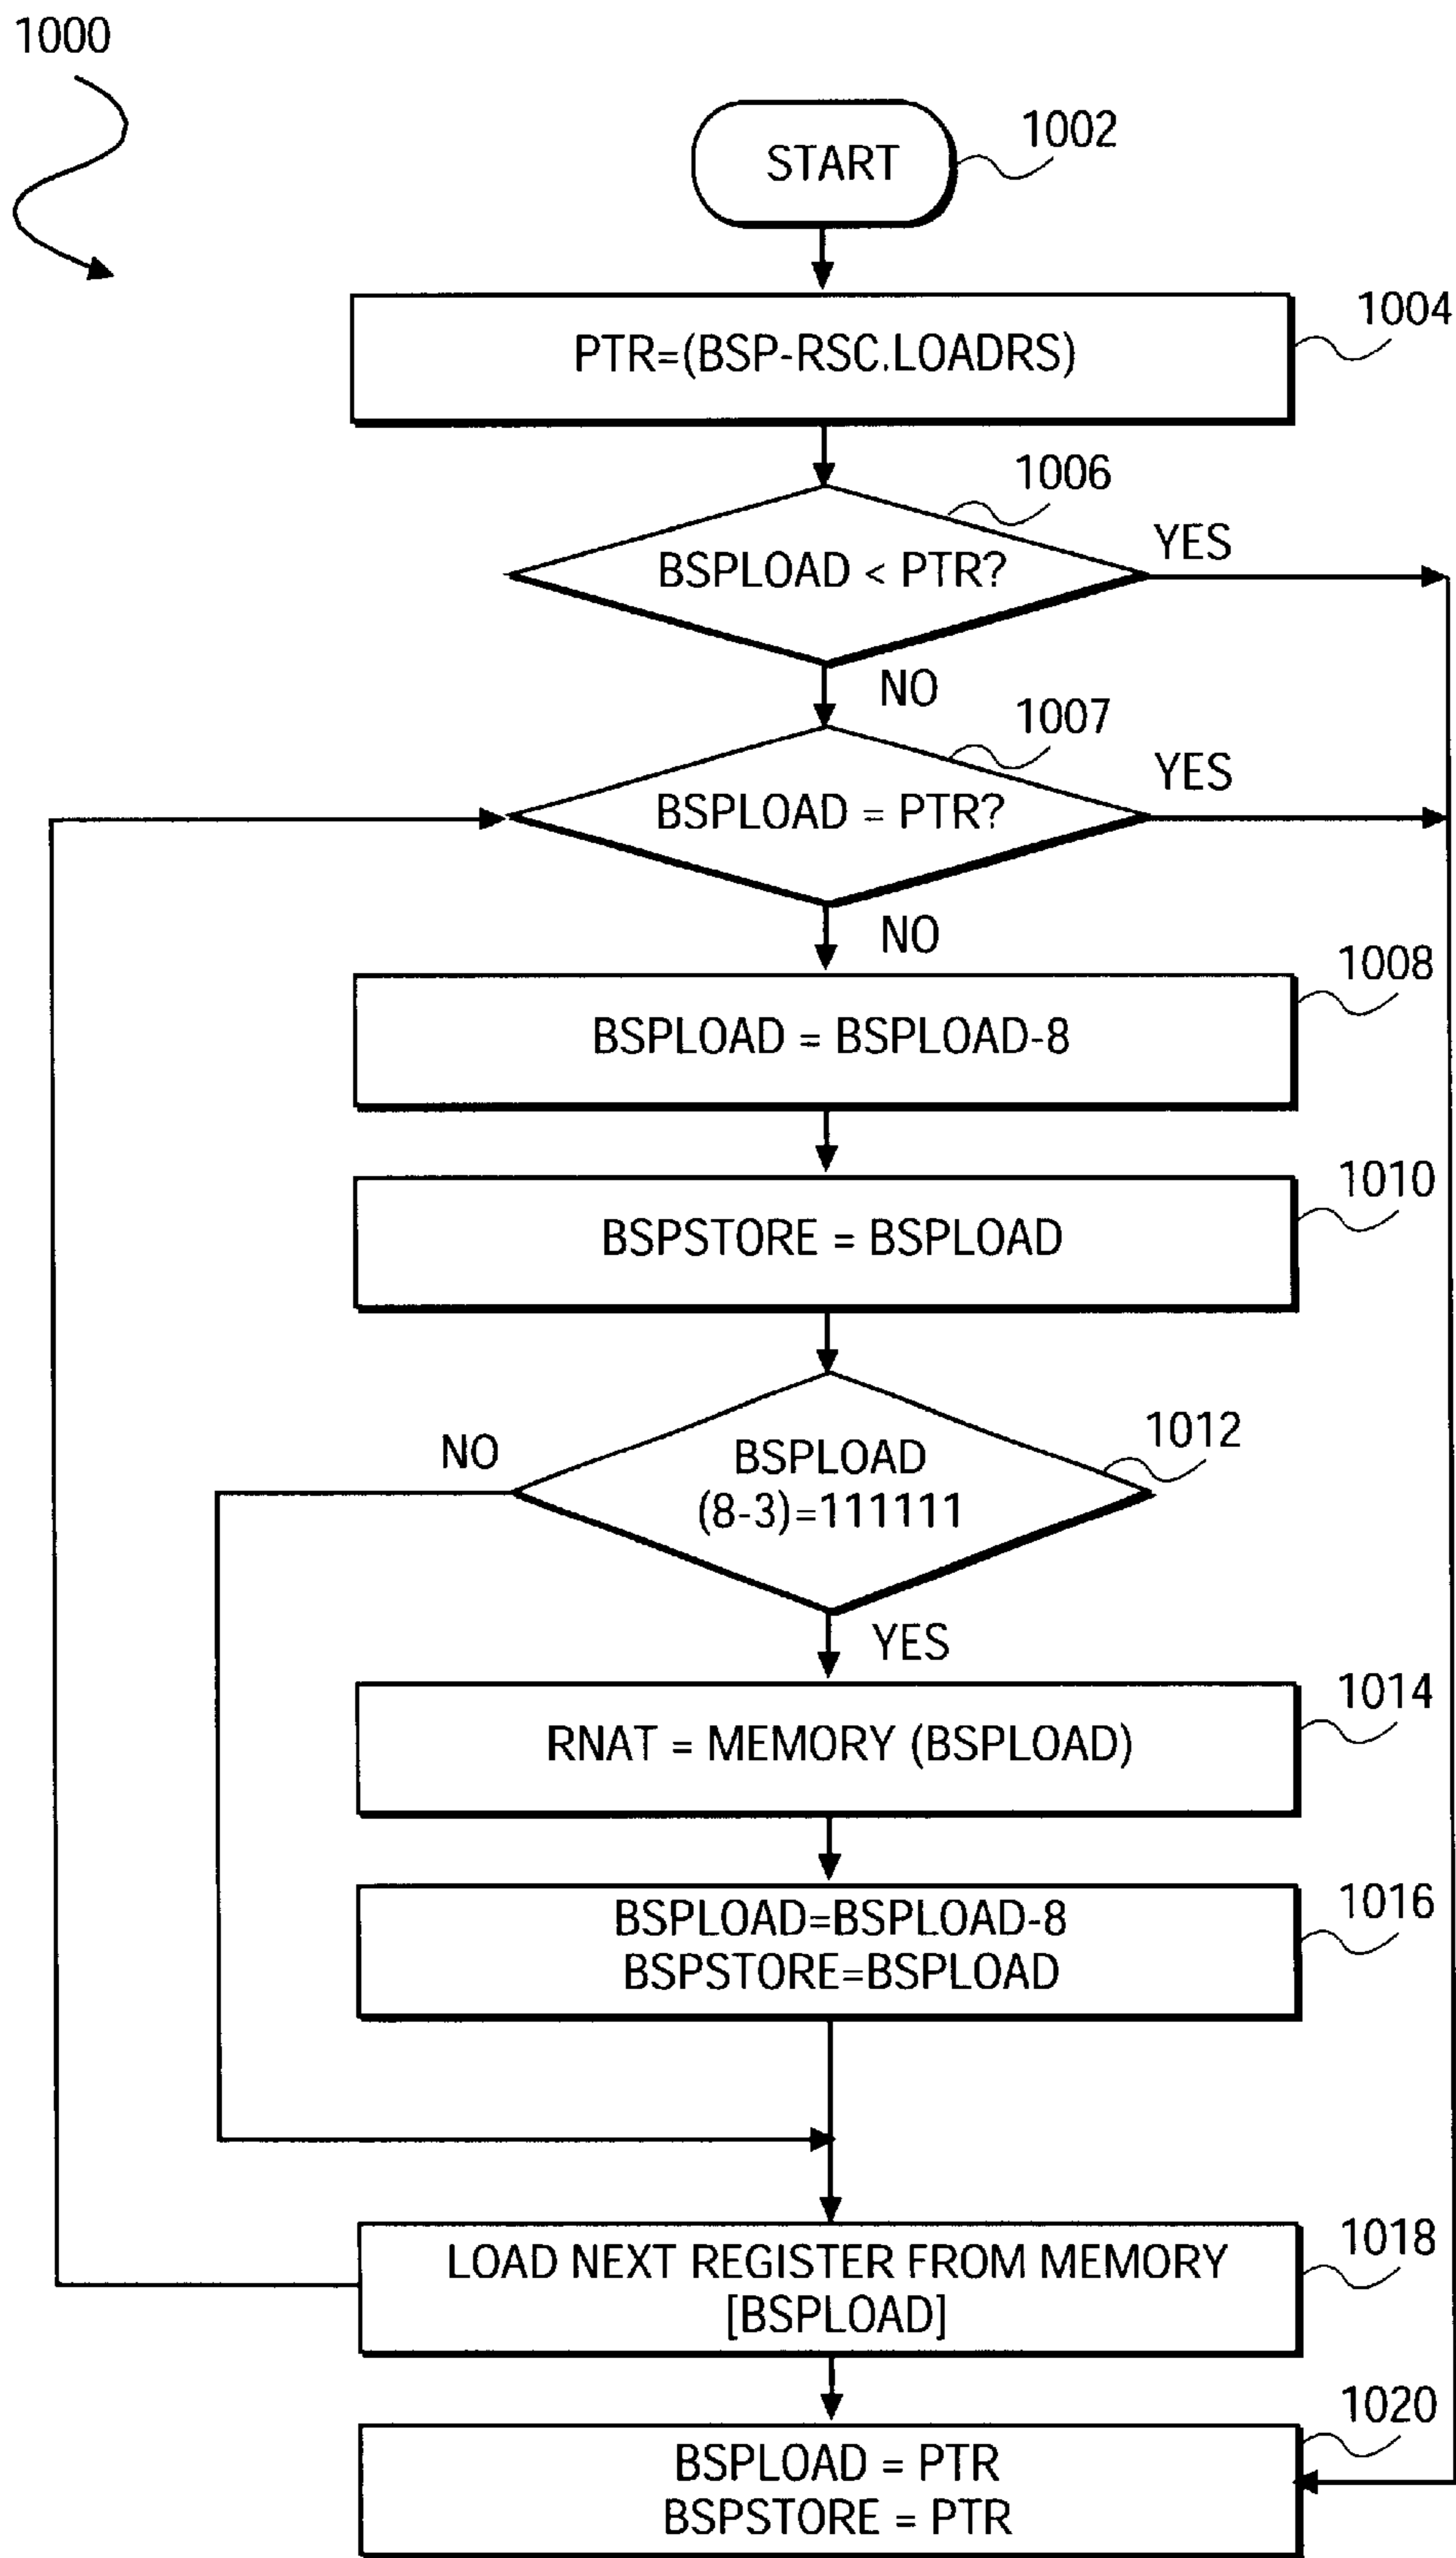 1000
START
1002
PTR=(BSP-RSC.LOADRS)
1004
1006
BSPLOAD < PTR?
YES
NO
1007
BSPLOAD = PTR?
YES
NO
1008
BSPLOAD = BSPLOAD-8
1010
BSPSTORE = BSPLOAD
1012
NO
BSPLOAD
(8-3)=111111
YES
1014
RNAT = MEMORY (BSPLOAD)
1016
BSPLOAD=BSPLOAD-8
BSPSTORE=BSPLOAD
1018
LOAD NEXT REGISTER FROM MEMORY
[BSPLOAD]
1020
BSPLOAD = PTR
BSPSTORE = PTR